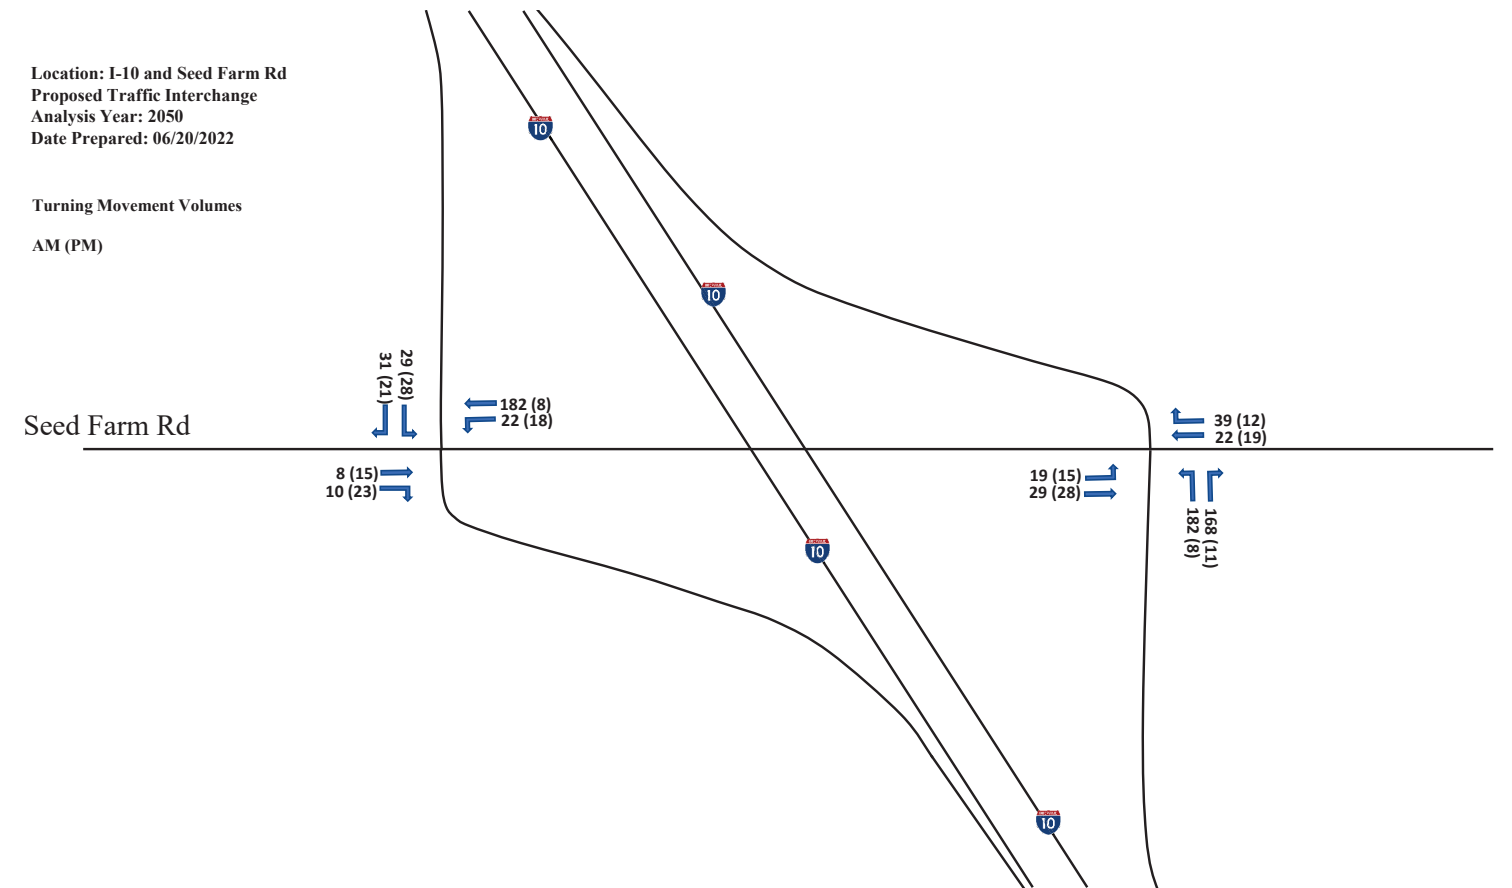 Location: I-10 and Seed Farm Rd
Proposed Traffic Interchange
Analysis Year: 2050
Date Prepared: 06/20/2022
Turning Movement Volumes
AM (PM)
10
10
31 (21)
29 (28)
182 (8)
22 (18)
Seed Farm Rd
39 (12)
22 (19)
8 (15)
10 (23)
19 (15)
29 (28)
182 (8)
168 (11)
10
10